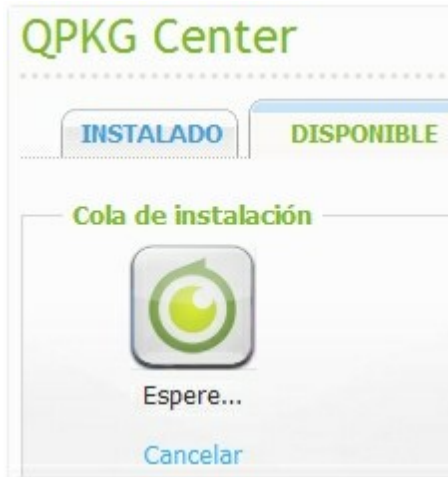 QPKG Center
INSTALADO DISPONIBLE
Cola de instalación
Espere...
Cancelar